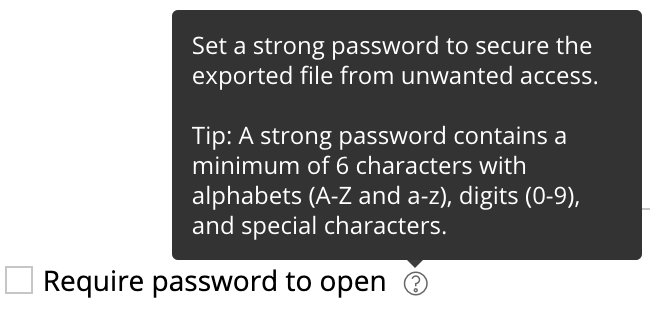 Set a strong password to secure the
exported file from unwanted access.
Tip: A strong password contains a
minimum of 6 characters with
alphabets (A-Z and a-z), digits (0-9),
and special characters.
Require password to open ?